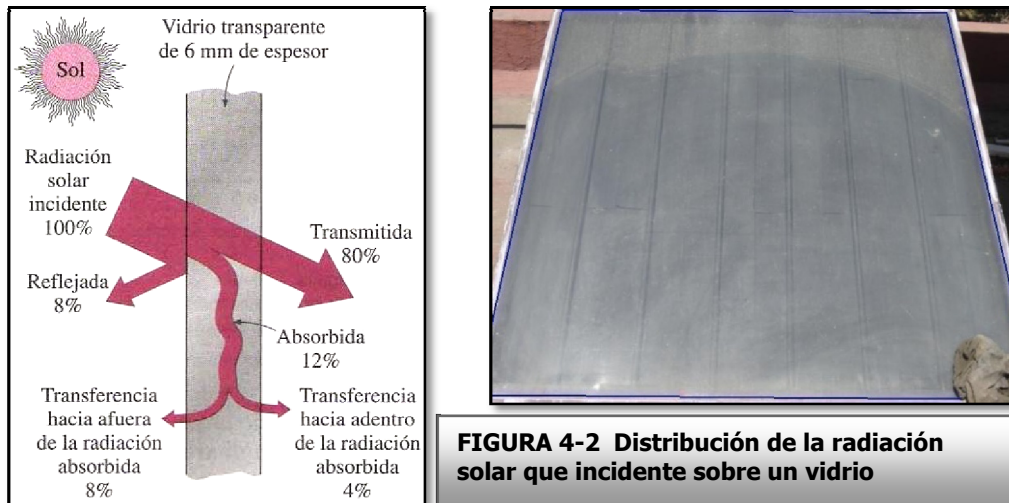 Vidrio transparente
de 6 mm de espesor
Sol
Radiación
solar
incidente
100%
Transmitida
80%
Reflejada
8%
Absorbida
12%
Transferencia
hacia afuera
de la radiación
absorbida
8%
Transferencia
hacia adentro
de la radiación
absorbida
4%
FIGURA 4-2 Distribución de la radiación
solar que incidente sobre un vidrio